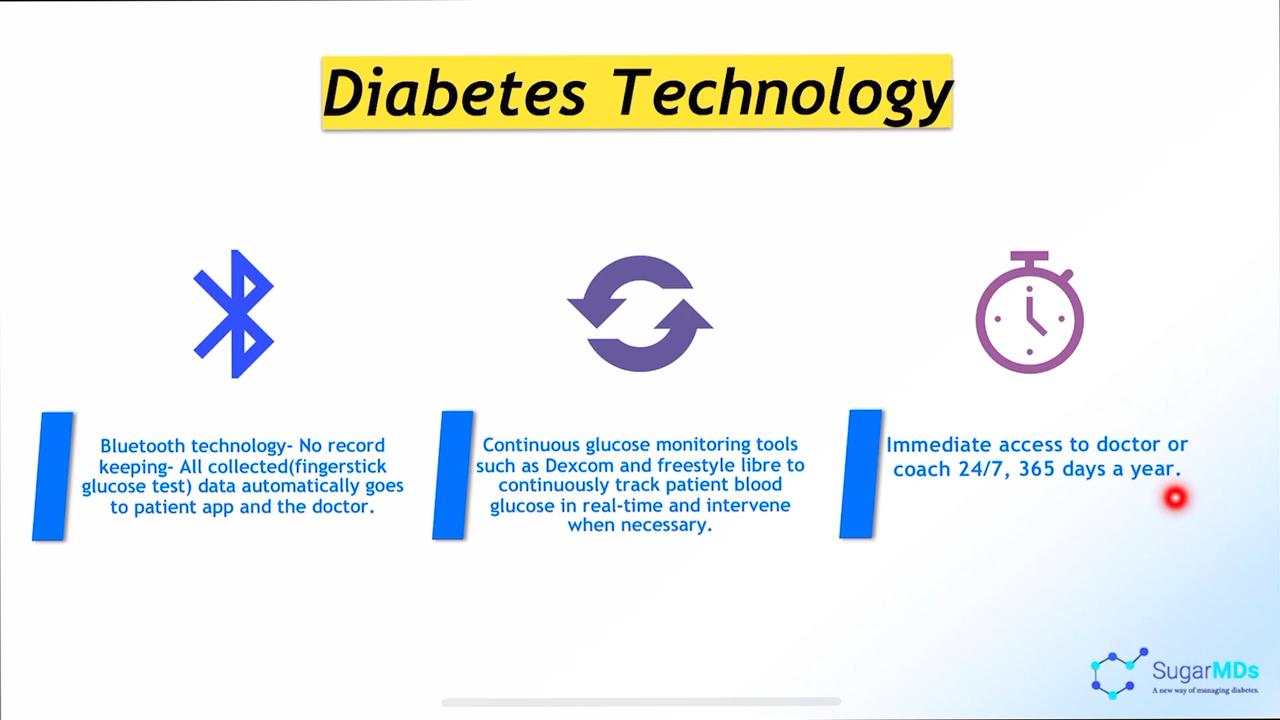 Diabetes Technology
Bluetooth technology- No record
keeping- All collected(fingerstick
glucose test) data automatically goes
to patient app and the doctor.
Continuous glucose monitoring tools
such as Dexcom and freestyle libre to
continuously track patient blood
glucose in real-time and intervene
when necessary.
Immediate access to doctor or
coach 24/7, 365 days a year.
SugarMDs
A new way of managing diabetes.